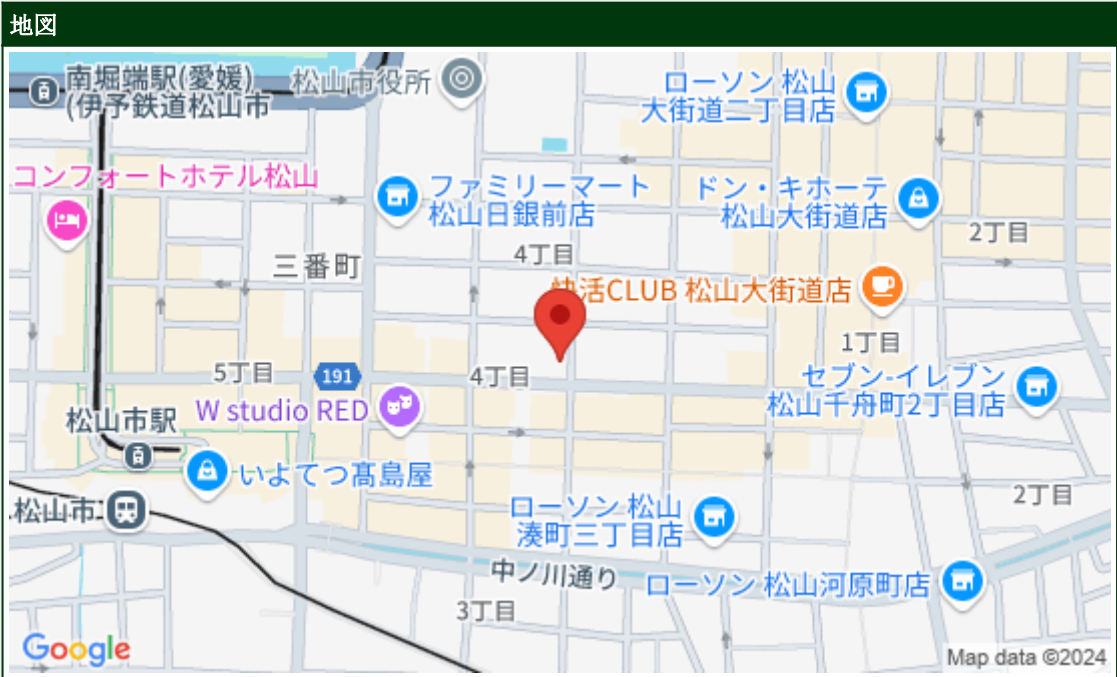 地図
南堀端駅(愛媛)
(伊予鉄道松山市
松山市役所
ローソン 松山
大街道二丁目店
コンフォートホテル松山
ファミリーマート
松山日銀前店
ドン・キホーテ
松山大街道店
2丁目
4丁目
三番町
快活CLUB 松山大街道店
1丁目
5丁目
191
4丁目
セブン-イレブン
松山千舟町2丁目店
W studio RED
松山市駅
いよてつ髙島屋
2丁目
松山市
ローソン 松山
湊町三丁目店
中ノ川通り
ローソン 松山河原町店
3丁目
Google
Map data ©2024